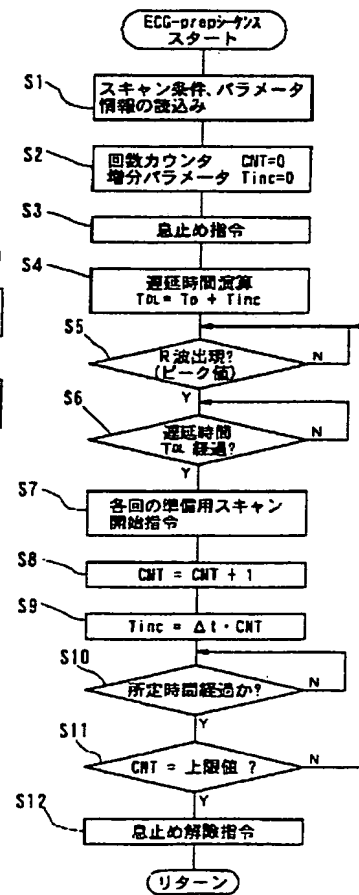 ECG-prepシーケンス
スタート
S1
スキャン条件、パラメータ
情報の読込み
S2
回数カウンタ CNT=0
増分パラメータ Tinc=0
S3
息止め指令
S4
遅延時間演算
TDL= T0 + Tinc
S5
R波出現?
(ピーク値)
N
Y
S6
遅延時間
TDL 経過?
N
Y
S7
各回の準備用スキャン
開始指令
S8
CNT = CNT + 1
S9
Tinc = Δt・CNT
S10
所定時間経過か?
N
Y
S11
CNT = 上限値 ?
N
Y
S12
息止め解除指令
リターン